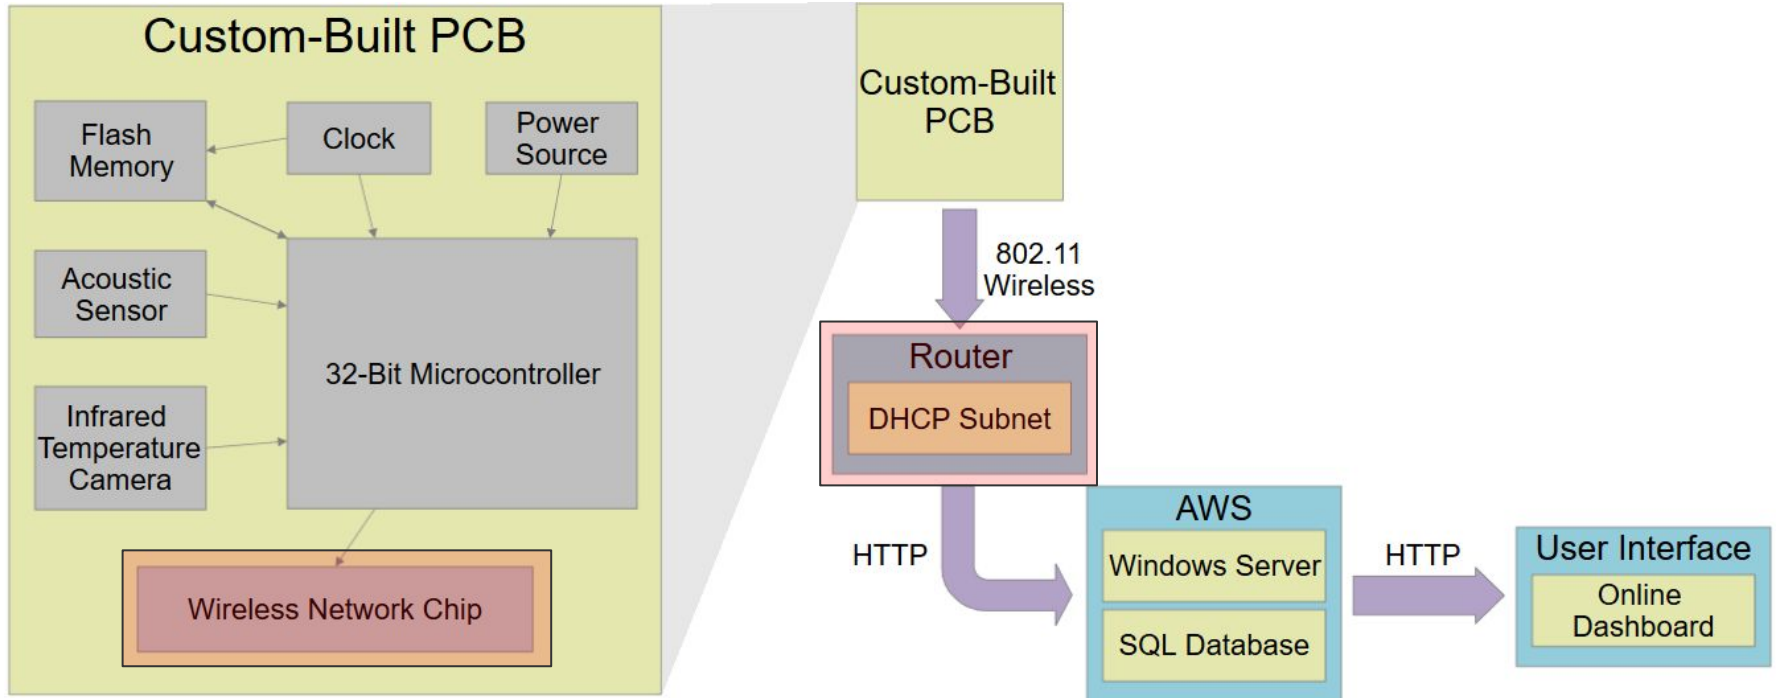 Custom-Built PCB
Flash
Memory
Clock
Power
Source
Acoustic
Sensor
32-Bit Microcontroller
Infrared
Temperature
Camera
Wireless Network Chip
Custom-Built
PCB
802.11
Wireless
Router
DHCP Subnet
HTTP
AWS
Windows Server
SQL Database
HTTP
User Interface
Online
Dashboard